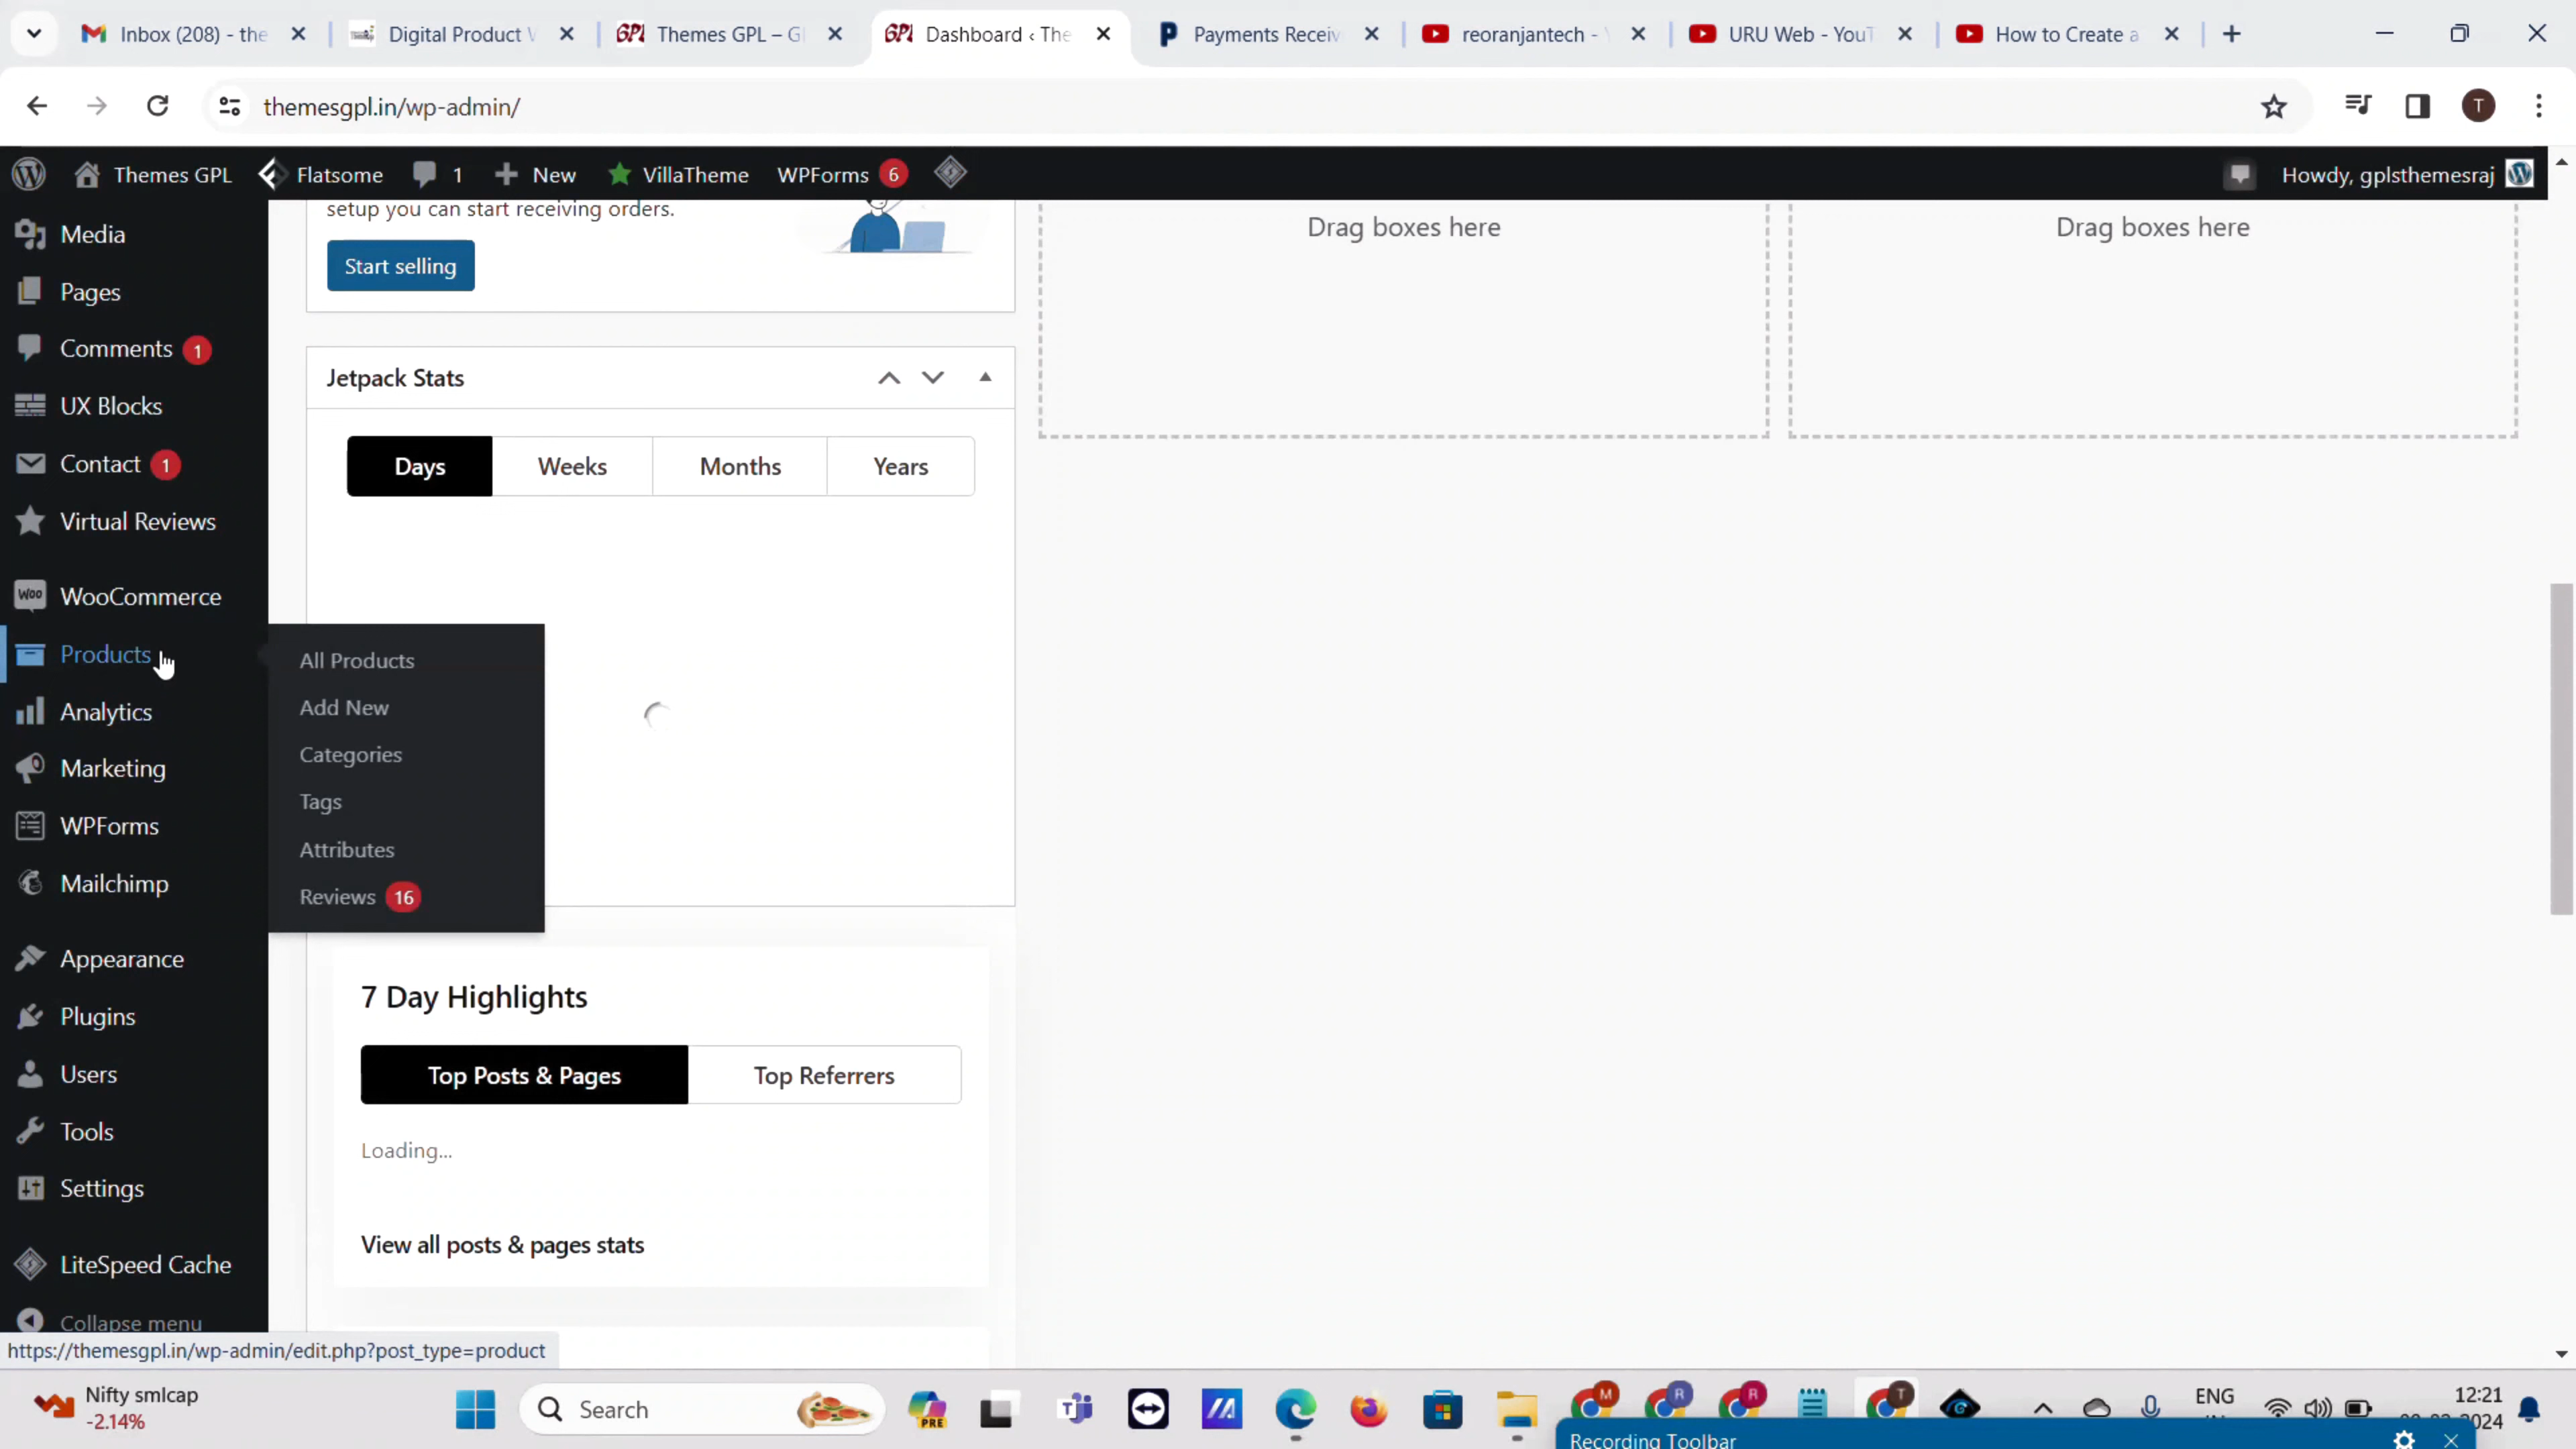 Inbox (208) - the
Digital Product
Themes GPL – G
Dashboard ‹ The
Payments Receiv
reoranjantech -
URU Web - YouT
How to Create a
themesgpl.in/wp-admin/
Themes GPL
Flatsome
1
New
VillaTheme
WPForms 6
Howdy, gplsthemesraj
Media
Pages
Comments 1
UX Blocks
Contact 1
Virtual Reviews
WooCommerce
Products
Analytics
Marketing
WPForms
Mailchimp
Appearance
Plugins
Users
Tools
Settings
LiteSpeed Cache
Collapse menu
All Products
Add New
Categories
Tags
Attributes
Reviews 16
setup you can start receiving orders.
Start selling
Drag boxes here
Drag boxes here
Jetpack Stats
Days
Weeks
Months
Years
7 Day Highlights
Top Posts & Pages
Top Referrers
Loading...
View all posts & pages stats
https://themesgpl.in/wp-admin/edit.php?post_type=product
Nifty smlcap
-2.14%
Search
PRE
ENG
12:21
2024
Recording Toolbar